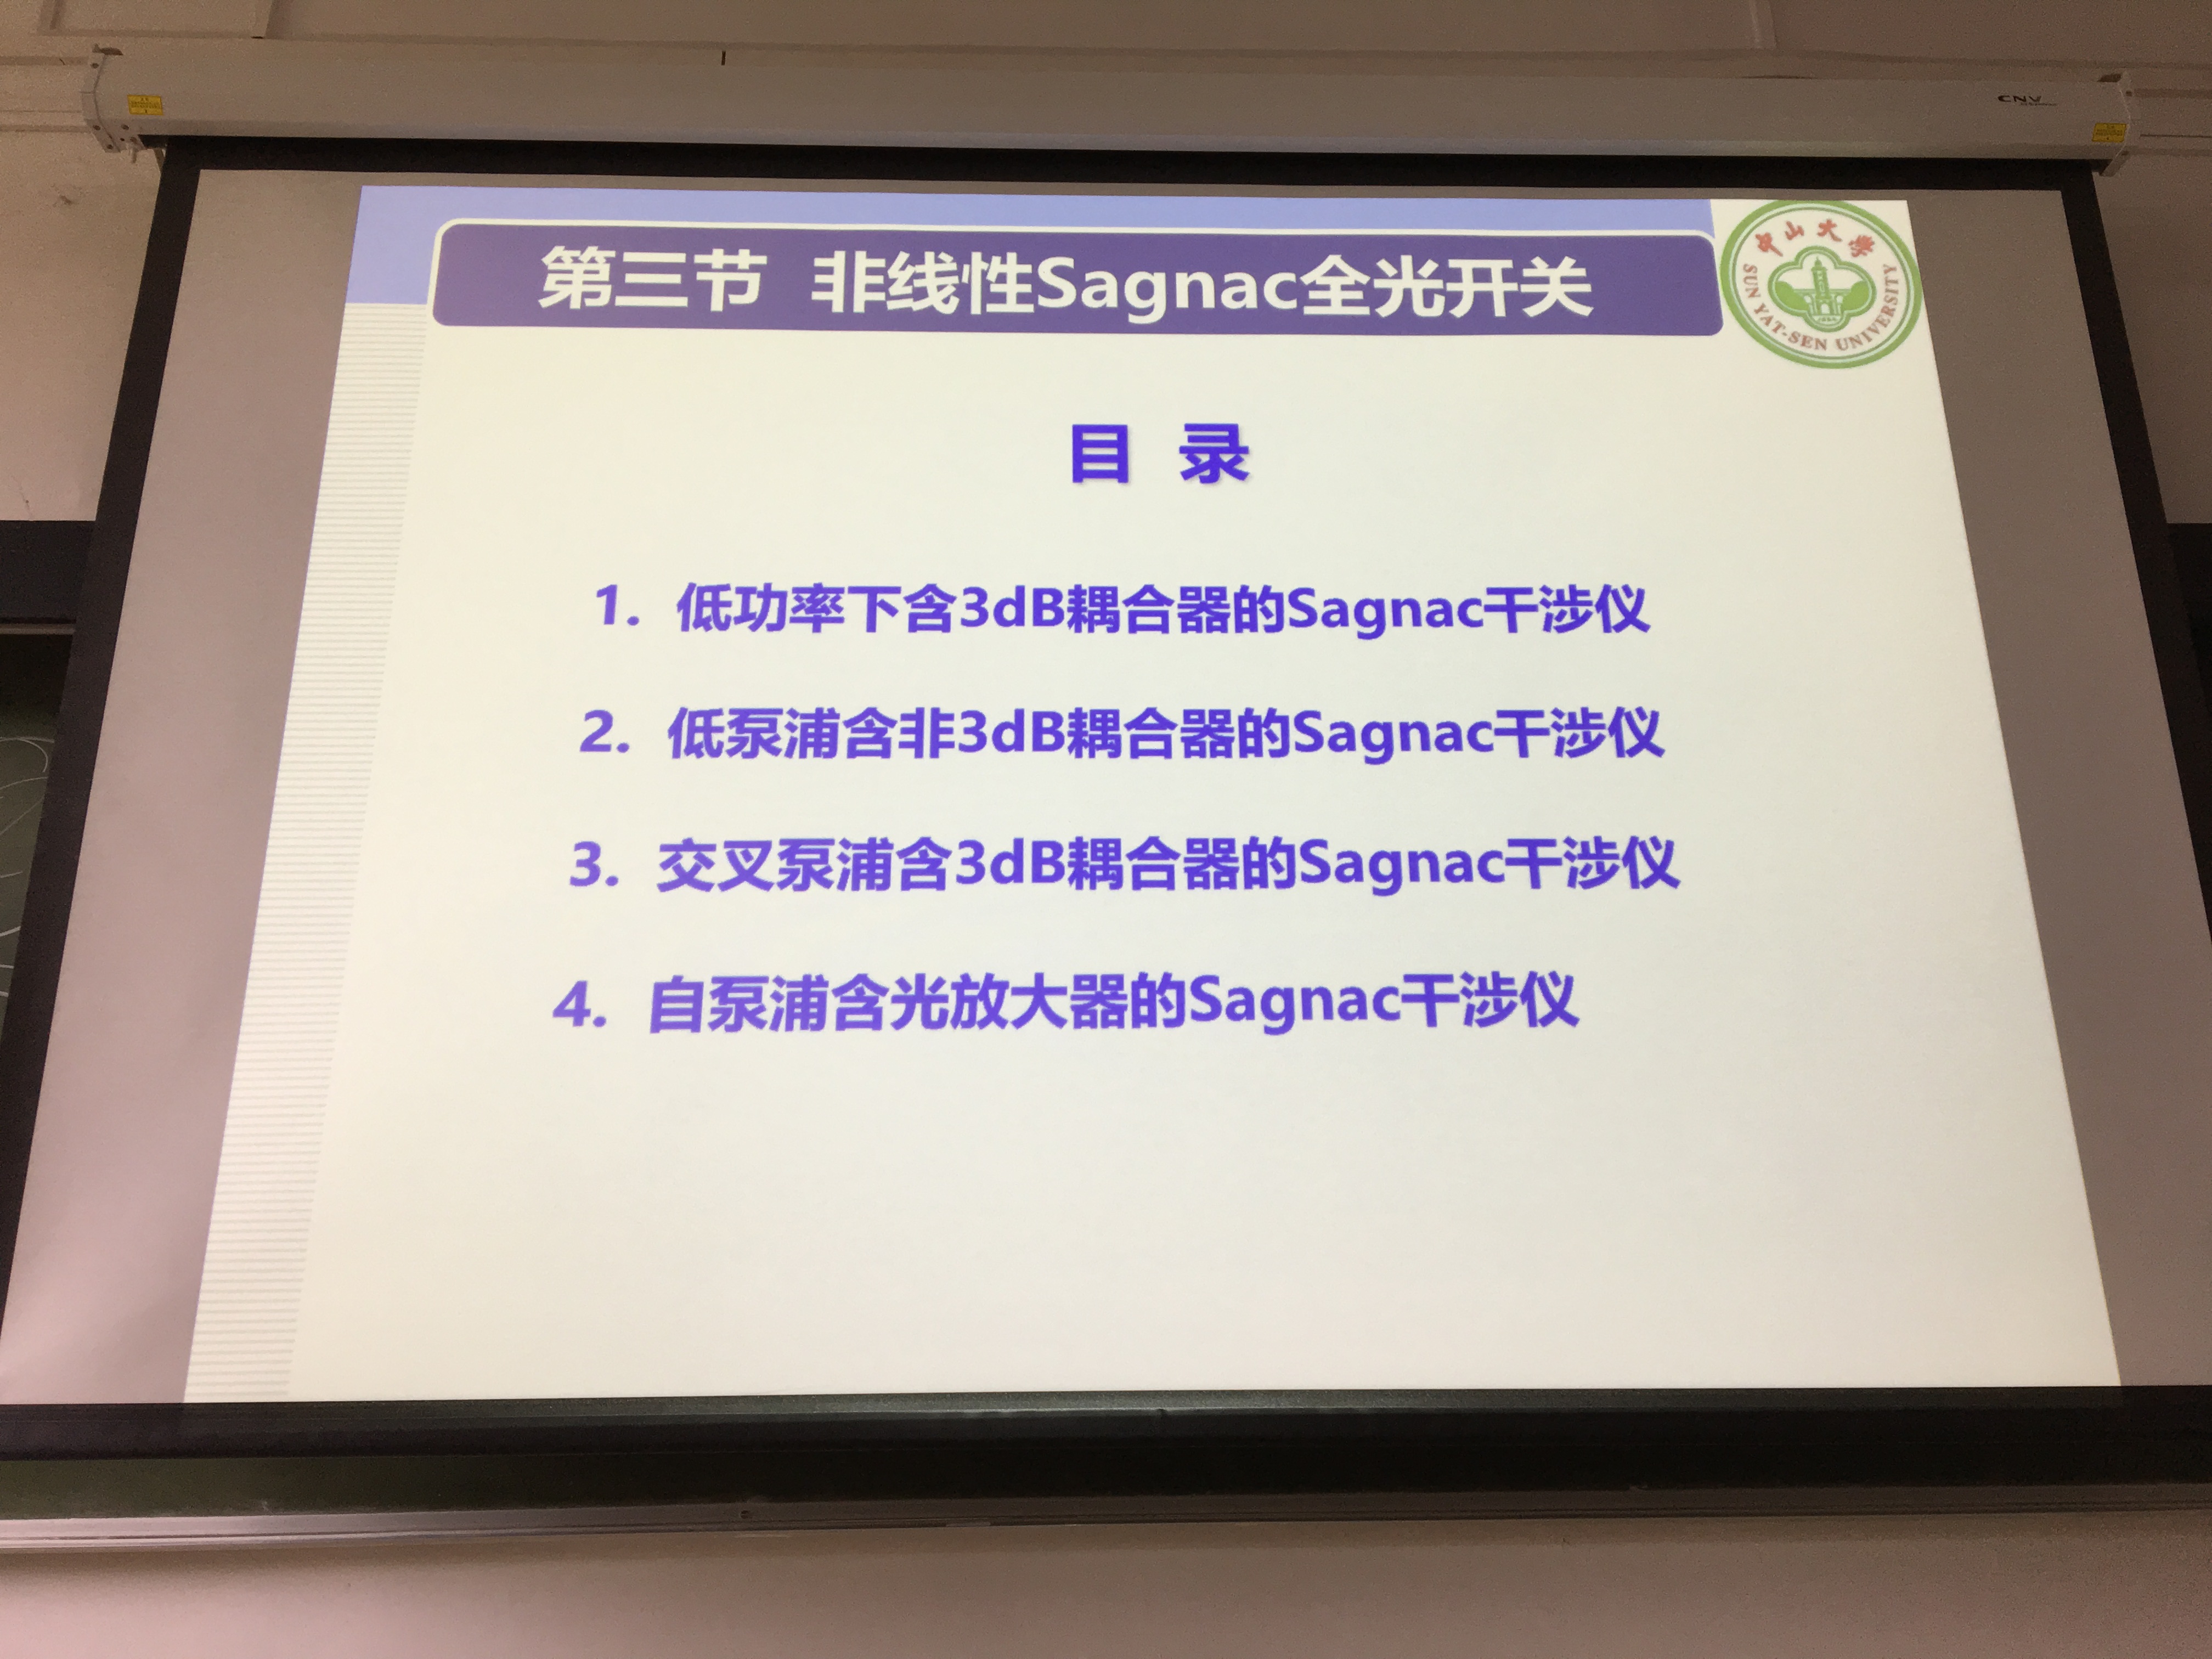 CNV
第三节 非线性Sagnac全光开关
中山大学
SUN YAT-SEN UNIVERSITY
目 录
1. 低功率下含3dB耦合器的Sagnac干涉仪
2. 低泵浦含非3dB耦合器的Sagnac干涉仪
3. 交叉泵浦含3dB耦合器的Sagnac干涉仪
4. 自泵浦含光放大器的Sagnac干涉仪